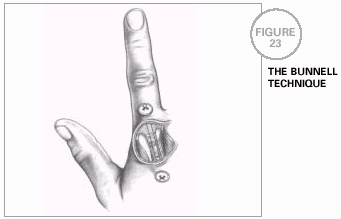 FIGURE
23
THE BUNNELL
TECHNIQUE